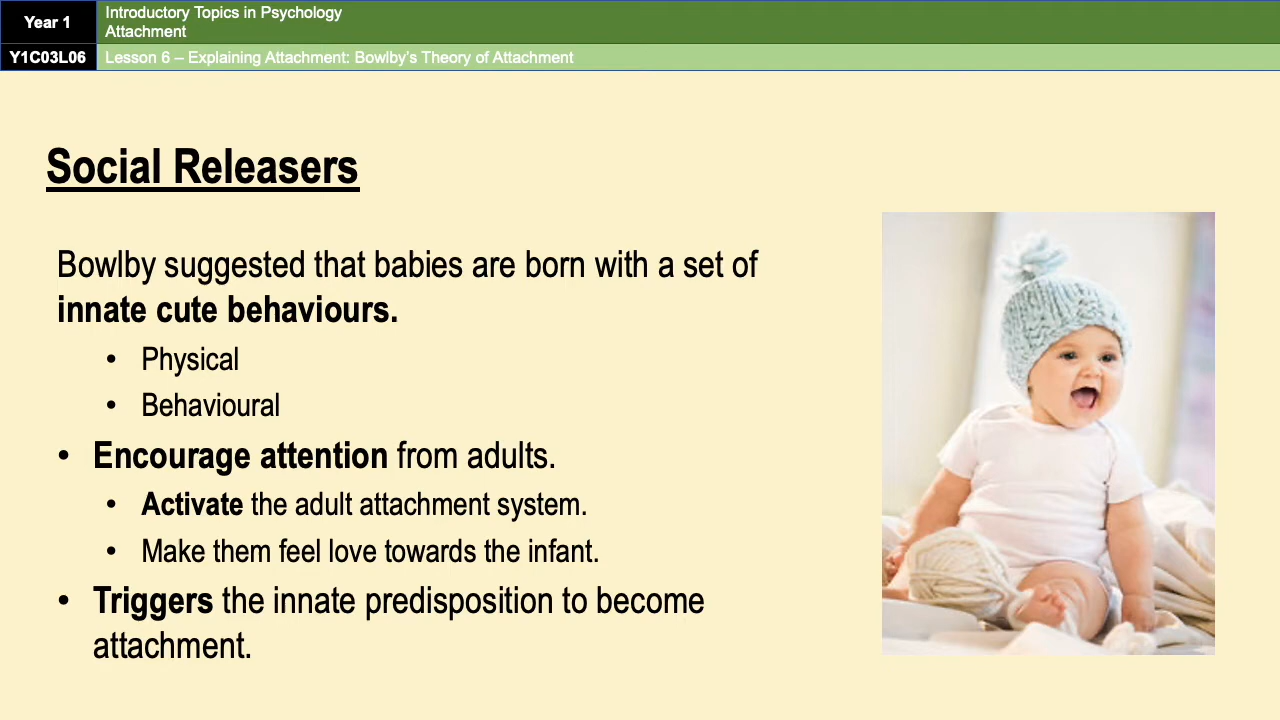 Year 1
Introductory Topics in Psychology
Attachment
Y1C03L06
Lesson 6 – Explaining Attachment: Bowlby's Theory of Attachment
Social Releasers
Bowlby suggested that babies are born with a set of
innate cute behaviours.
• Physical
• Behavioural
• Encourage attention from adults.
• Activate the adult attachment system.
• Make them feel love towards the infant.
• Triggers the innate predisposition to become
attachment.